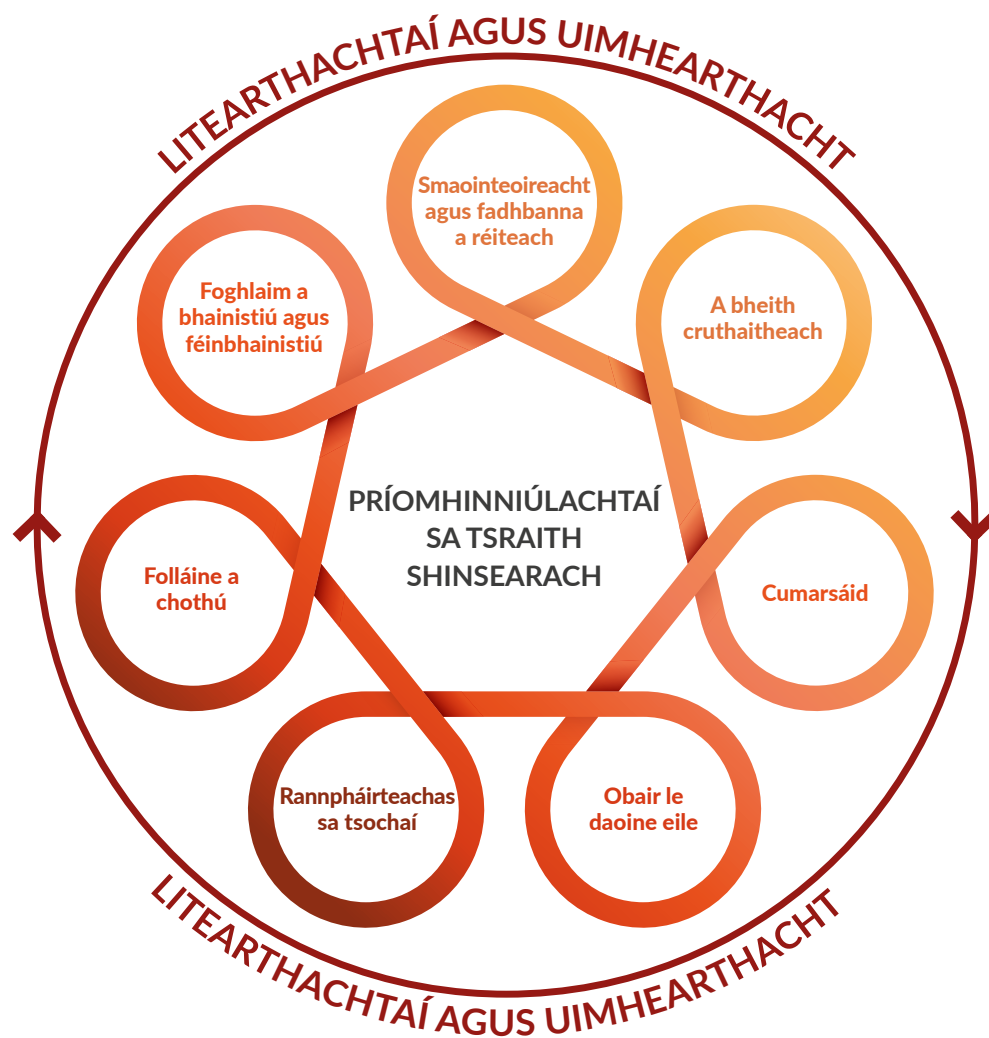 LITEARTHACHTAÍ AGUS UIMHEARTHACHT
Smaointeoireacht
agus fadhbanna
a réiteach
A bheith
cruthaitheach
Cumarsáid
Obair le
daoine eile
Rannpháirteachas
sa tsochaí
Folláine a
chothú
Foghlaim a
bhainistiú agus
féinbhainistiú
PRÍOMHINNIÚLACHTAÍ
SA TSRAITH
SHINSEARACH
LITEARTHACHTAÍ AGUS UIMHEARTHACHT